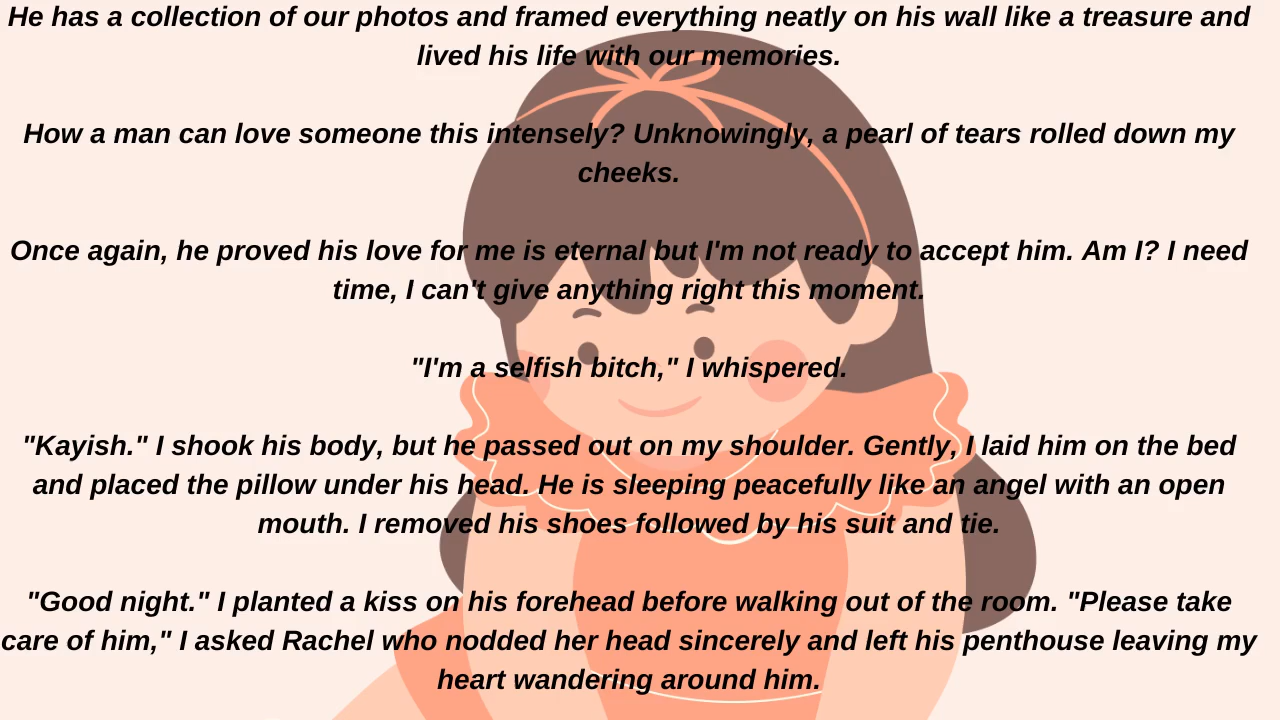 He has a collection of our photos and framed everything neatly on his wall like a treasure and
lived his life with our memories.
How a man can love someone this intensely? Unknowingly, a pearl of tears rolled down my
cheeks.
Once again, he proved his love for me is eternal but I'm not ready to accept him. Am I? I need
time, I can't give anything right this moment.
"I'm a selfish bitch," I whispered.
"Kayish." I shook his body, but he passed out on my shoulder. Gently, I laid him on the bed
and placed the pillow under his head. He is sleeping peacefully like an angel with an open
mouth. I removed his shoes followed by his suit and tie.
"Good night." I planted a kiss on his forehead before walking out of the room. "Please take
care of him," I asked Rachel who nodded her head sincerely and left his penthouse leaving my
heart wandering around him.